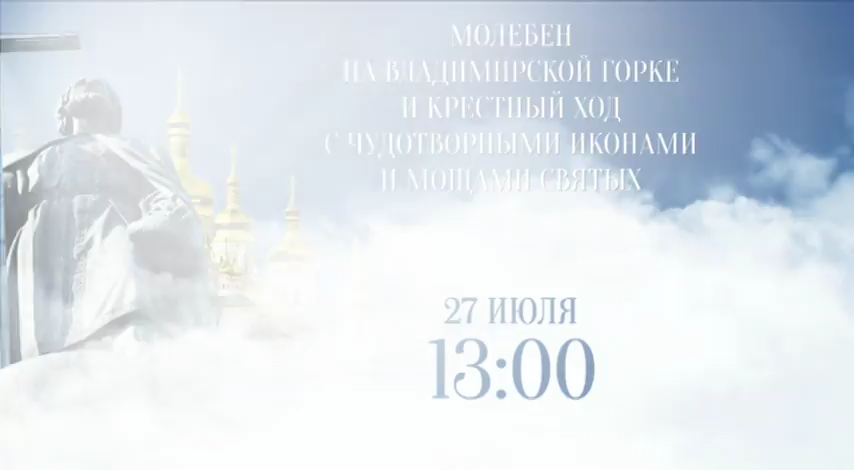 МОЛЕБЕН
НА ВЛАДИМИРСКОЙ ГОРКЕ
И КРЕСТНЫЙ ХОД
С ЧУДОТВОРНЫМИ ИКОНАМИ
И МОЩАМИ СВЯТЫХ
27 ИЮЛЯ
13:00